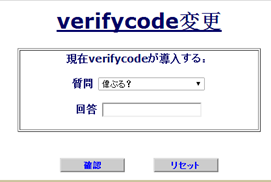 verifycode変更
現在verifycodeが導入する：
質問 偉ぶる？
回答
確認 リセット